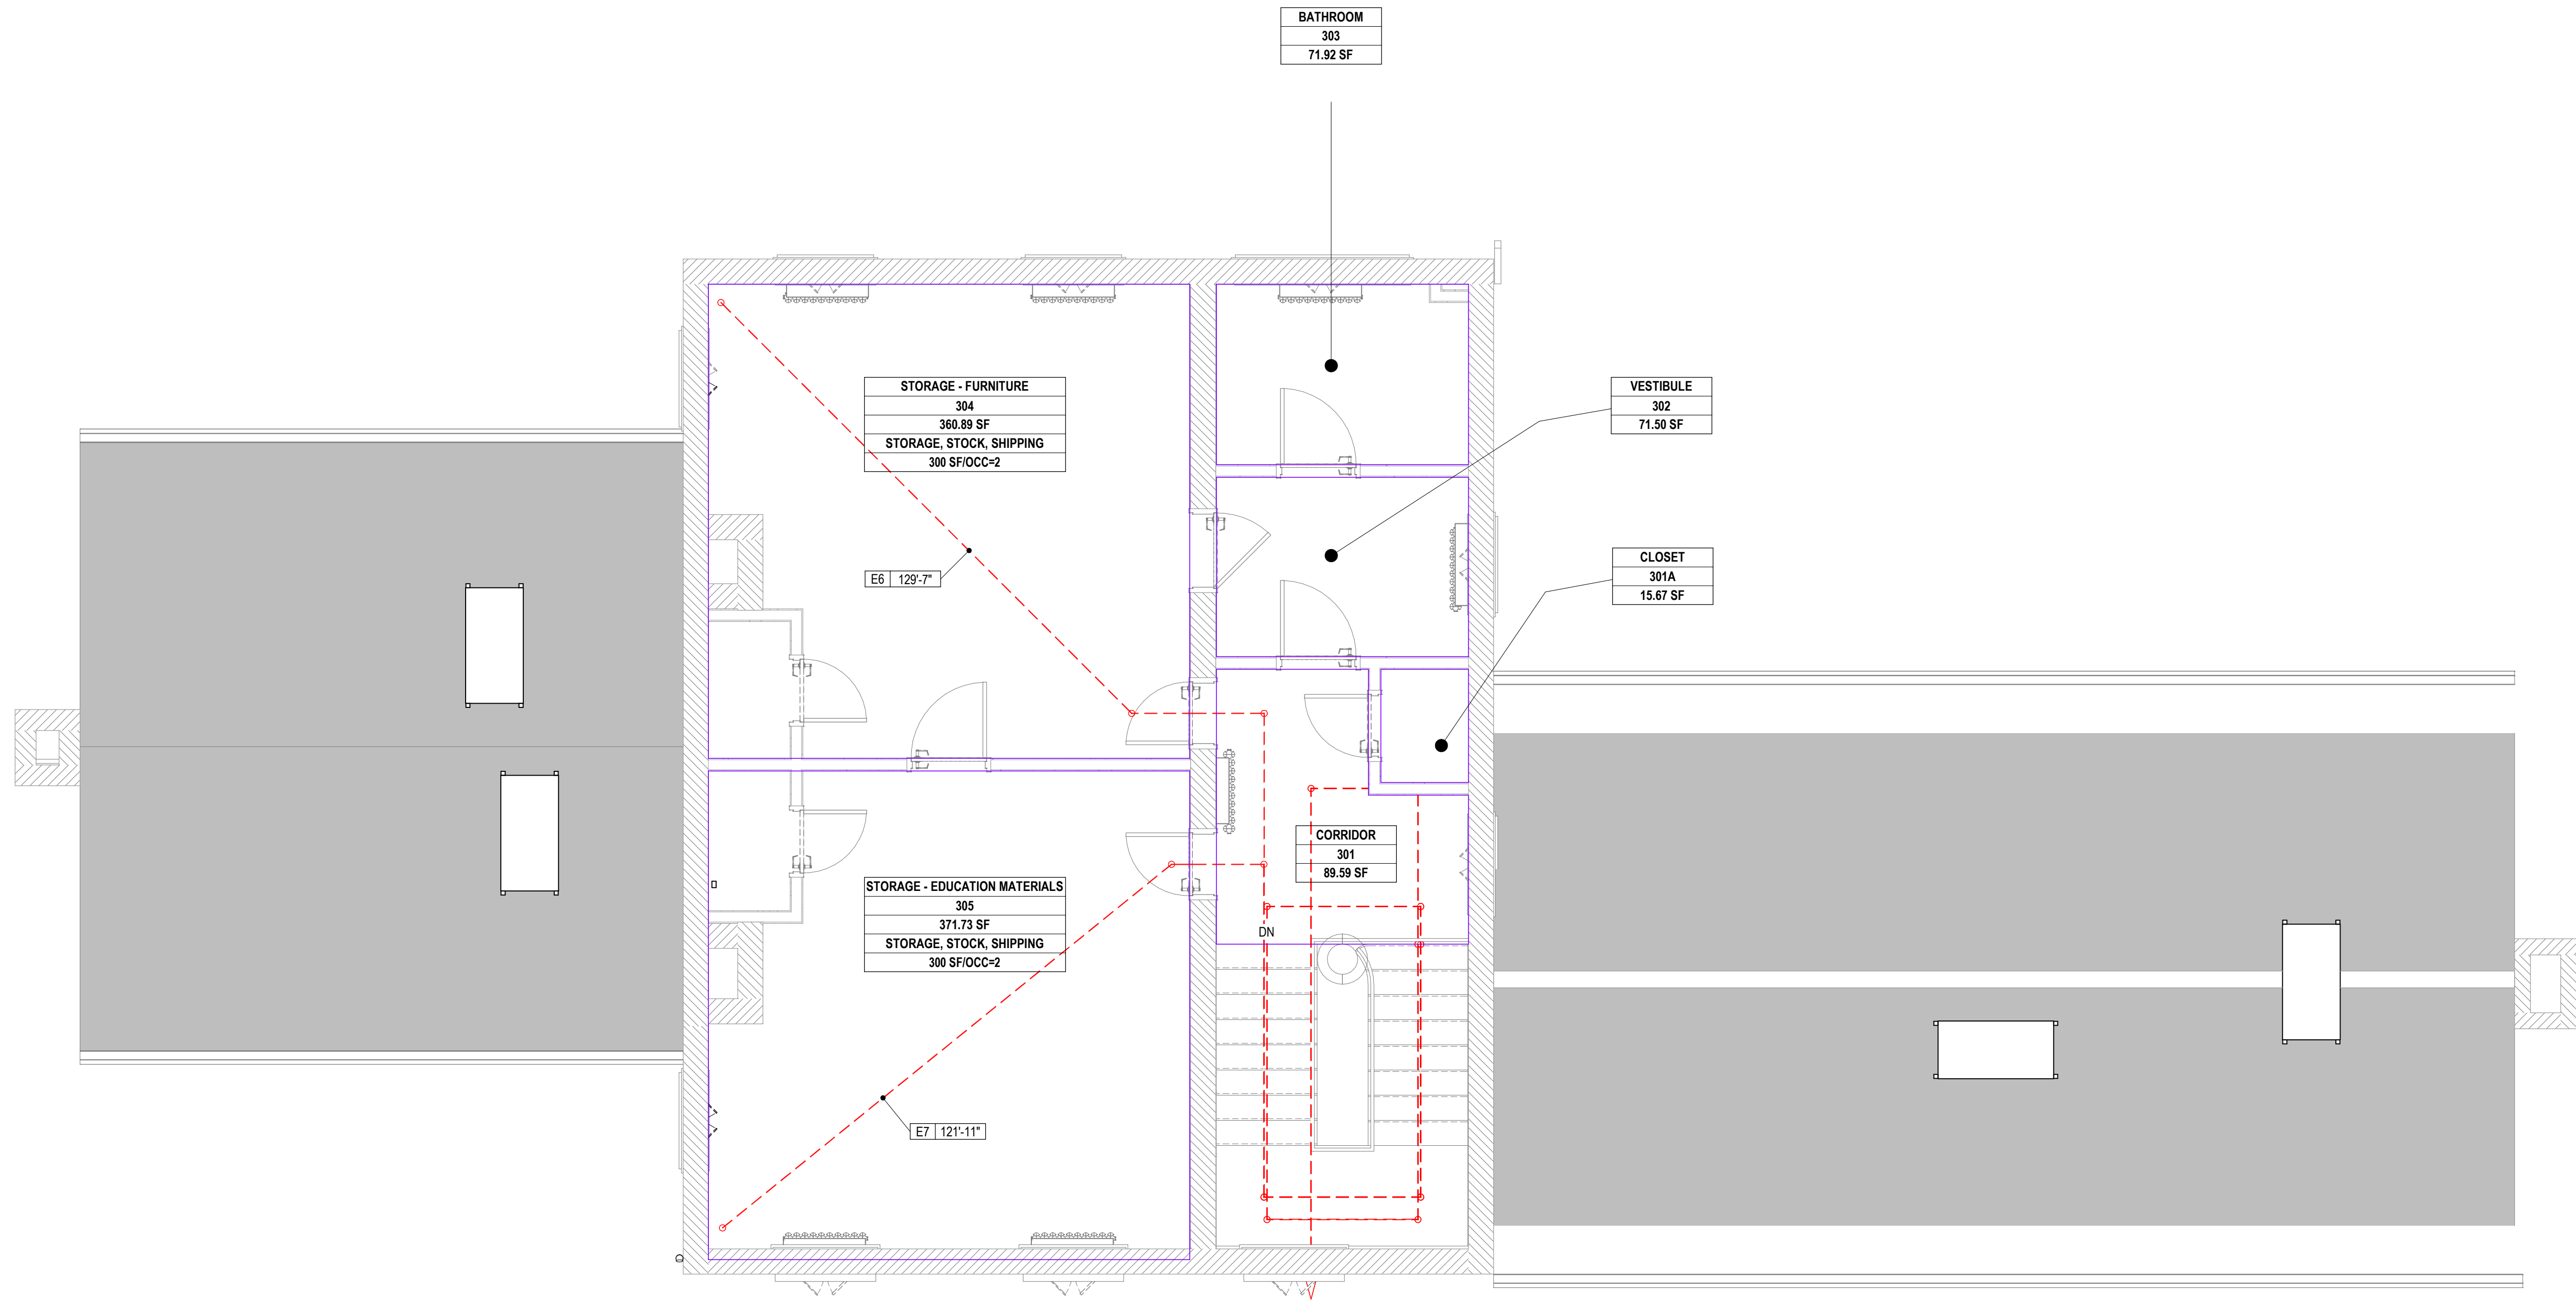 BATHROOM
303
71.92 SF
STORAGE - FURNITURE
304
360.89 SF
STORAGE, STOCK, SHIPPING
300 SF/OCC=2
VESTIBULE
302
71.50 SF
E6 129'-7"
CLOSET
301A
15.67 SF
CORRIDOR
301
89.59 SF
STORAGE - EDUCATION MATERIALS
305
371.73 SF
STORAGE, STOCK, SHIPPING
300 SF/OCC=2
DN
E7 121'-11"